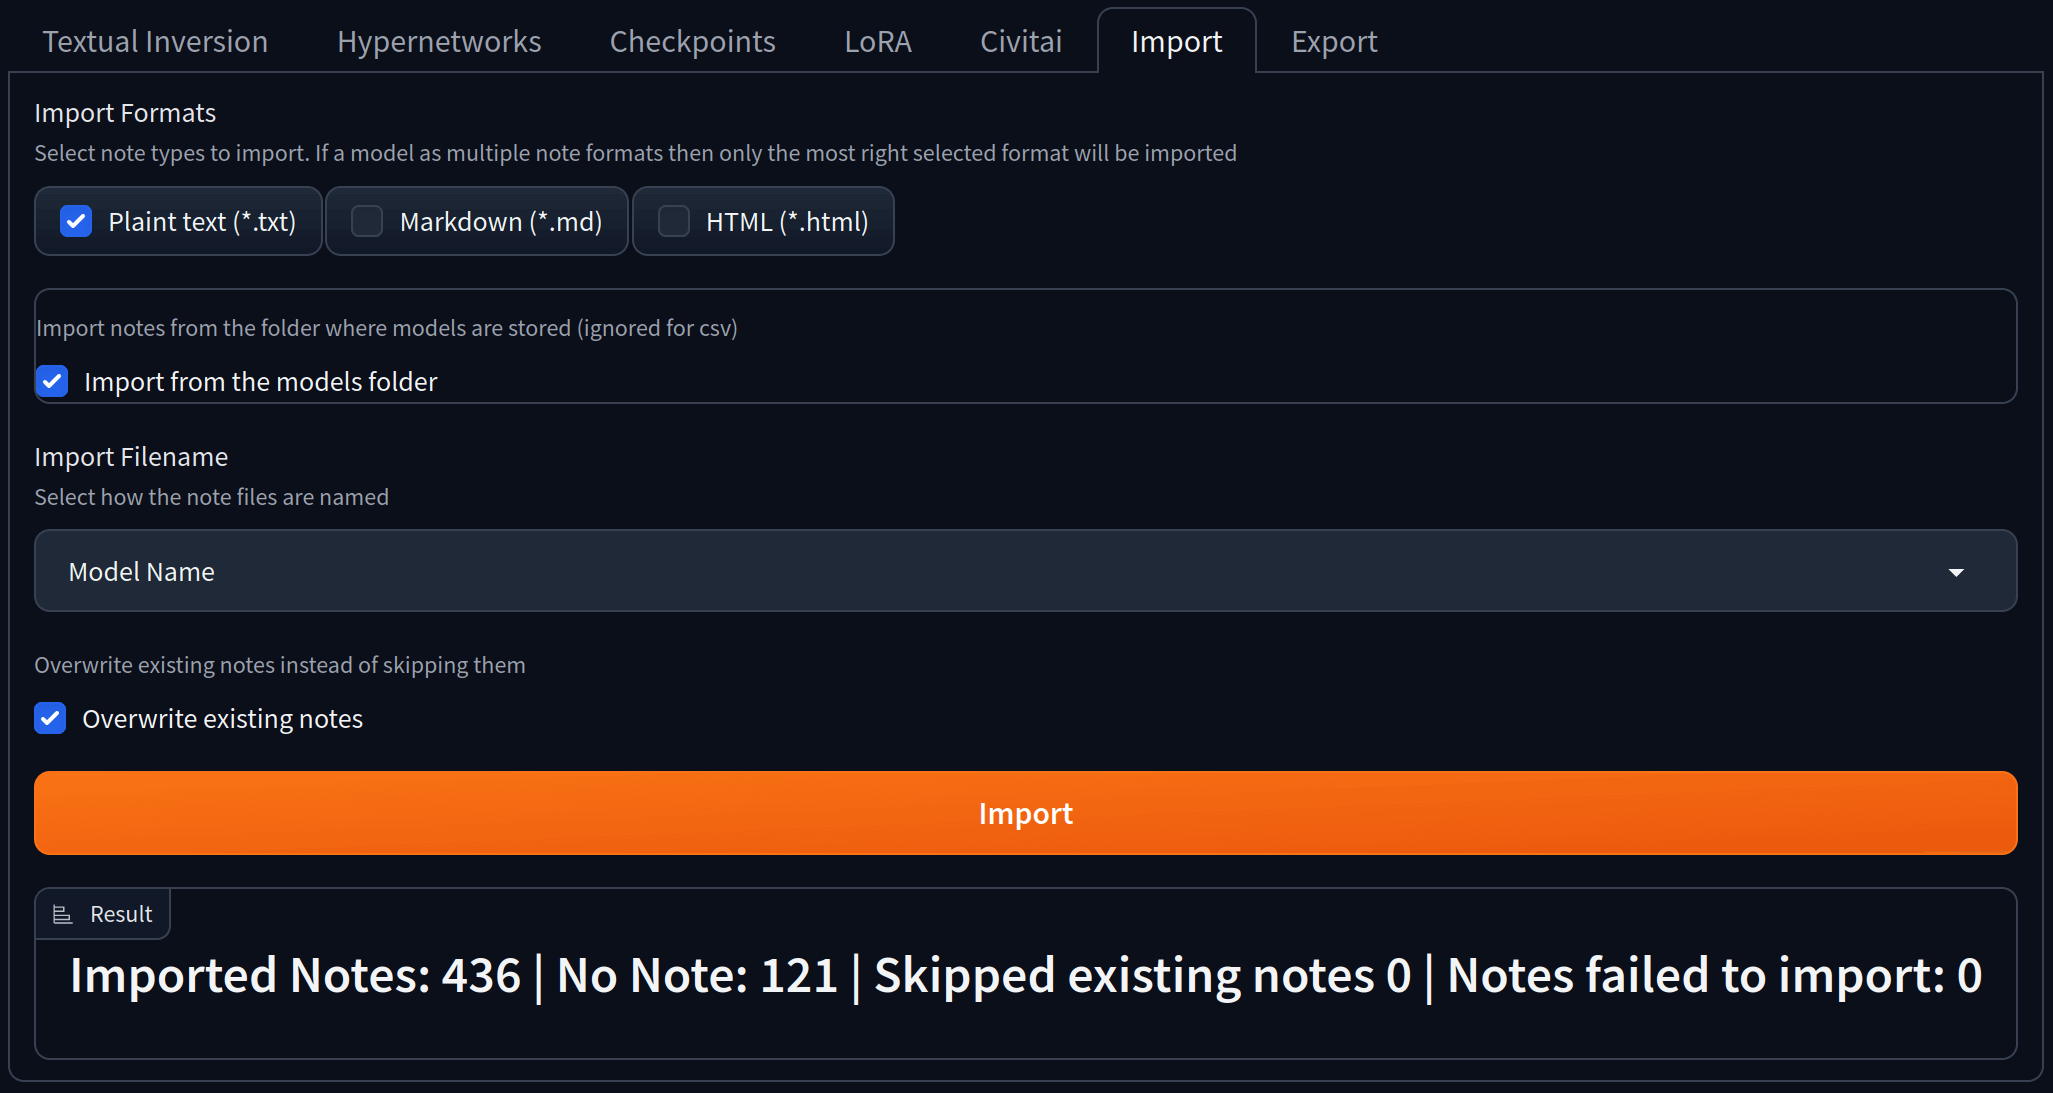 Textual Inversion Hypernetworks Checkpoints LoRA Civitai Import Export
Import Formats
Select note types to import. If a model as multiple note formats then only the most right selected format will be imported
Plaint text (*.txt) Markdown (*.md) HTML (*.html)
Import notes from the folder where models are stored (ignored for csv)
Import from the models folder
Import Filename
Select how the note files are named
Model Name
Overwrite existing notes instead of skipping them
Overwrite existing notes
Import
Result
Imported Notes: 436 | No Note: 121 | Skipped existing notes 0 | Notes failed to import: 0